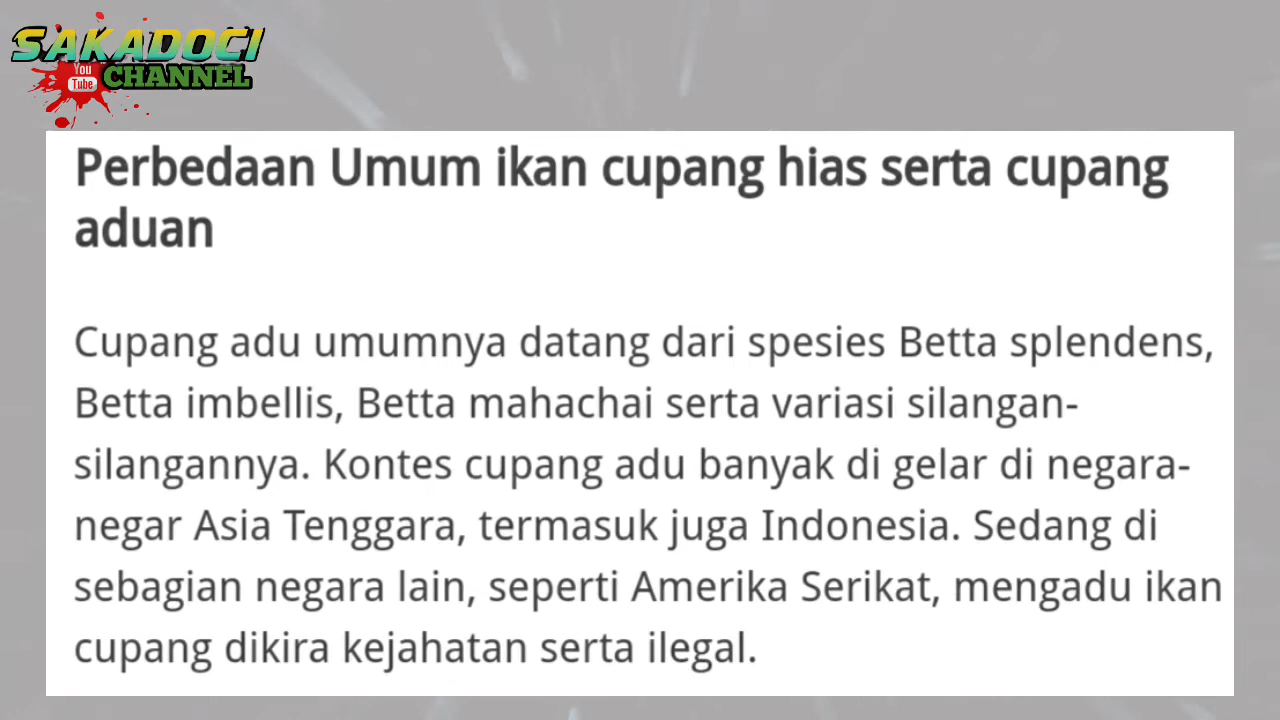 SAKADOCI
You
Tube
CHANNEL
Perbedaan Umum ikan cupang hias serta cupang
aduan
Cupang adu umumnya datang dari spesies Betta splendens,
Betta imbellis, Betta mahachai serta variasi silangan-
silangannya. Kontes cupang adu banyak di gelar di negara-
negar Asia Tenggara, termasuk juga Indonesia. Sedang di
sebagian negara lain, seperti Amerika Serikat, mengadu ikan
cupang dikira kejahatan serta ilegal.